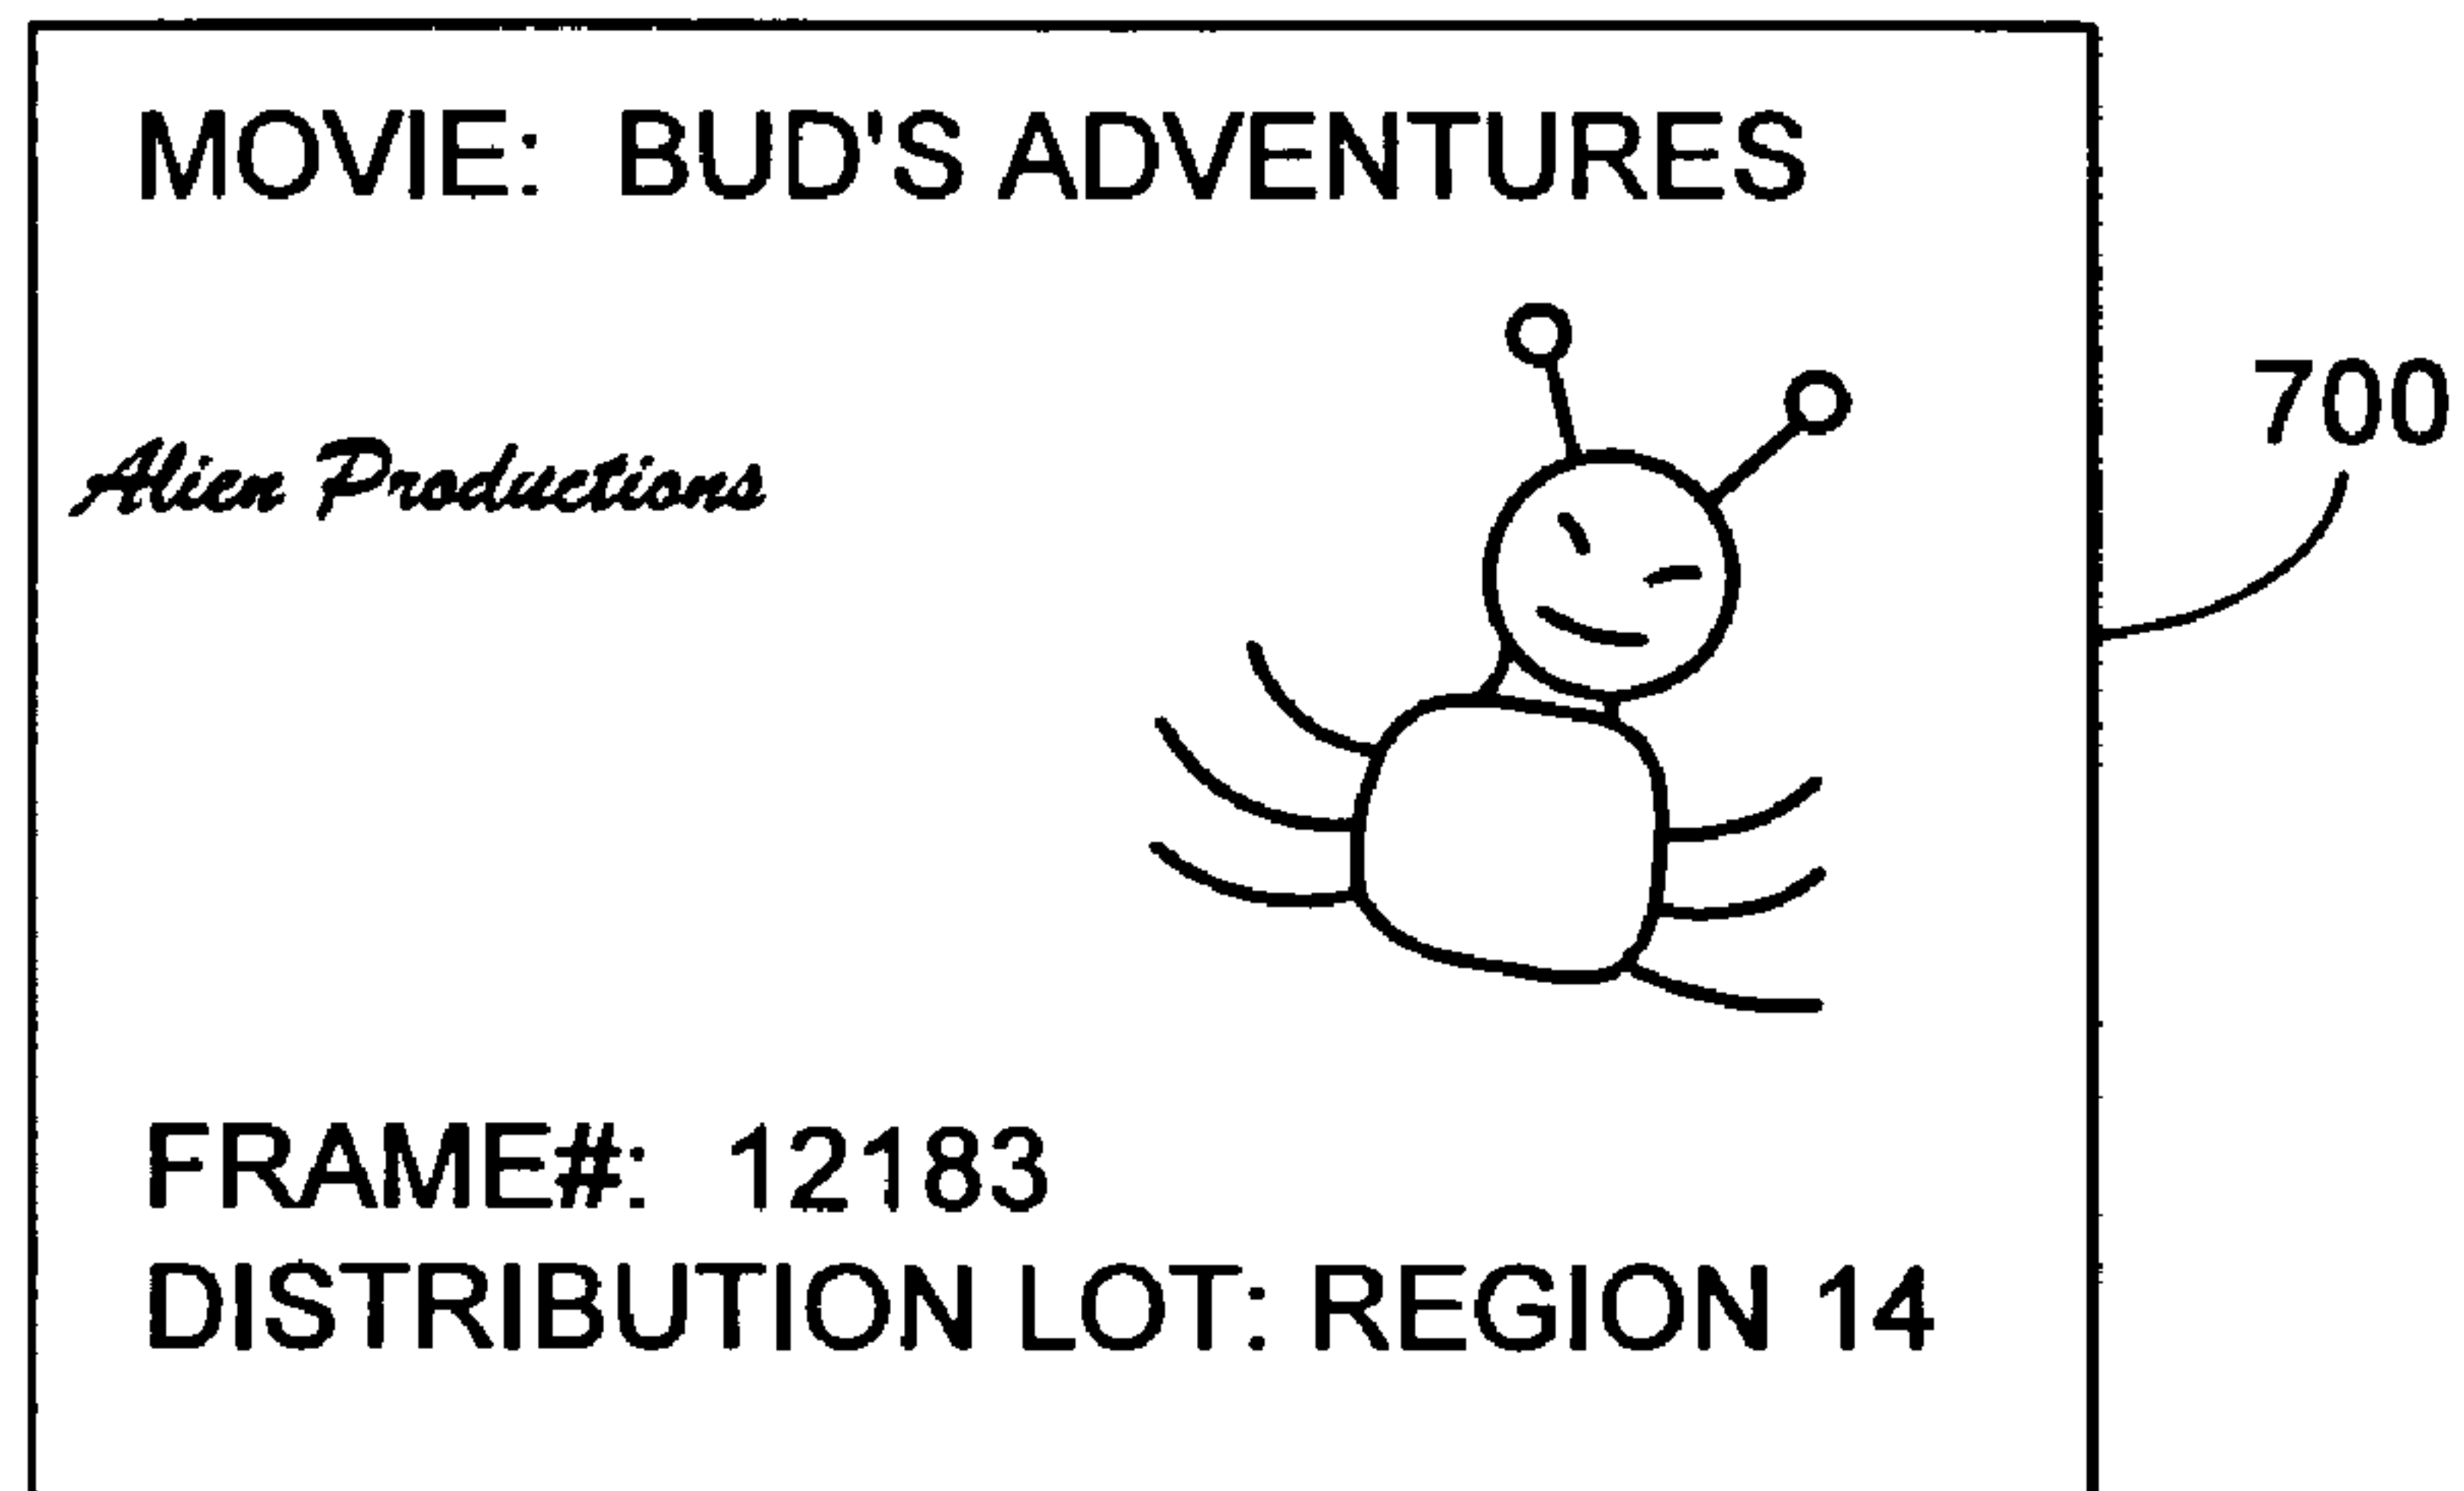 MOVIE: BUD'S ADVENTURES
700
Alien Productions
FRAME#: 12183
DISTRIBUTION LOT: REGION 14